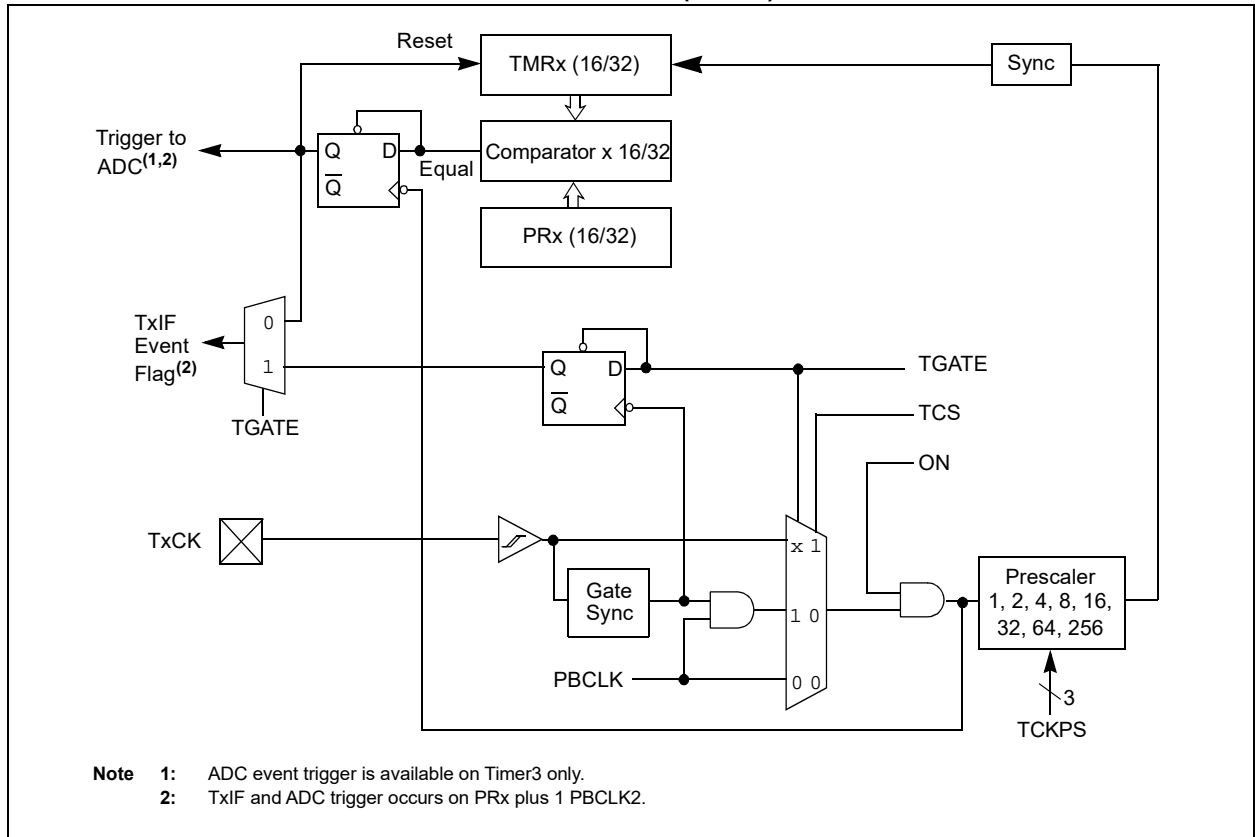 Reset
TMRx (16/32)
Sync
Trigger to
ADC(1,2)
Q D
Q
Equal
Comparator x 16/32
PRx (16/32)
TxIF
Event
Flag(2)
0
1
TGATE
Q D
Q
TGATE
TCS
ON
TxCK
x 1
Gate
Sync
1 0
PBCLK
0 0
Prescaler
1, 2, 4, 8, 16,
32, 64, 256
3
TCKPS
Note 1: ADC event trigger is available on Timer3 only.
2: TxIF and ADC trigger occurs on PRx plus 1 PBCLK2.